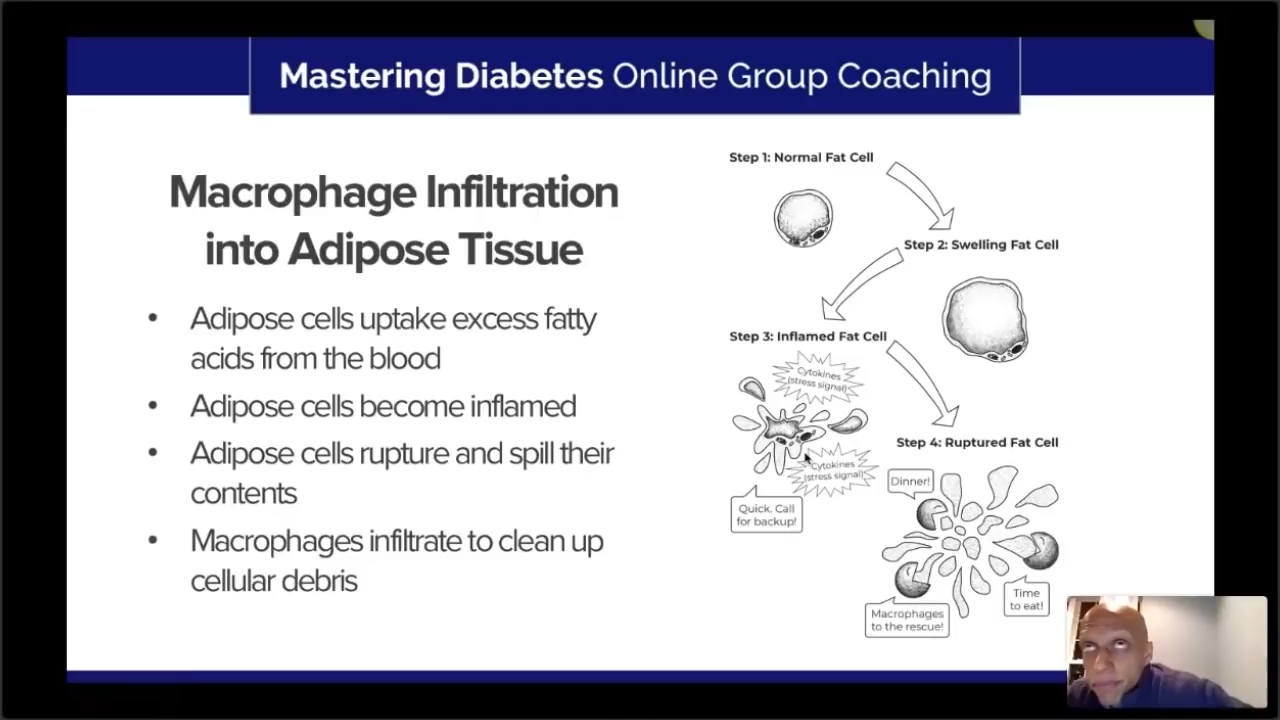 Mastering Diabetes Online Group Coaching
Macrophage Infiltration
into Adipose Tissue
• Adipose cells uptake excess fatty
acids from the blood
• Adipose cells become inflamed
• Adipose cells rupture and spill their
contents
• Macrophages infiltrate to clean up
cellular debris
Step 1: Normal Fat Cell
Step 2: Swelling Fat Cell
Step 3: Inflamed Fat Cell
Cytokines
(stress signal)
Cytokines
(stress signal)
Quick. Call
for backup!
Step 4: Ruptured Fat Cell
Dinner!
Time
to eat!
Macrophages
to the rescue!